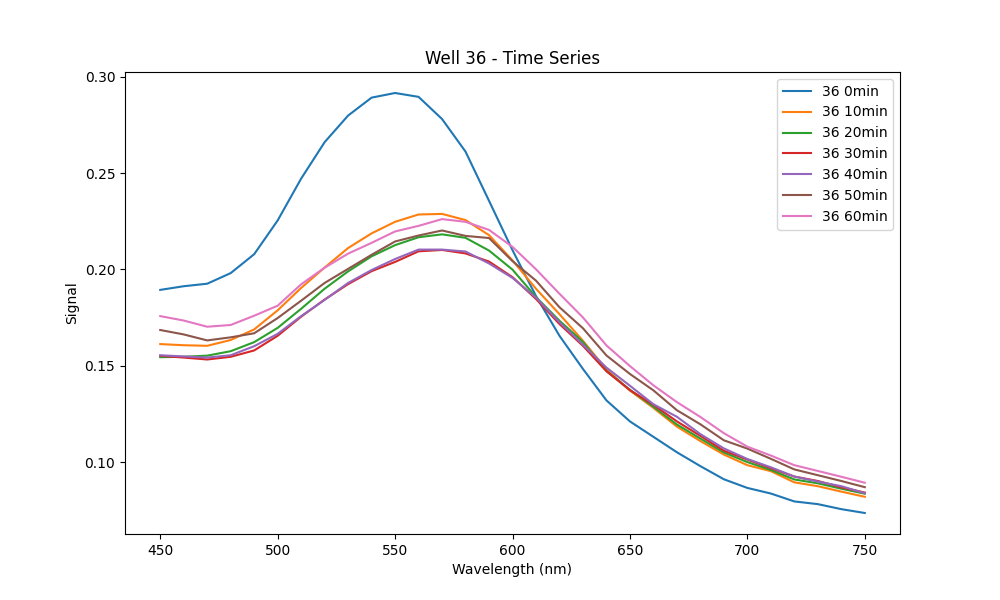 Well 36 - Time Series
0.30
0.25
0.20
0.15
0.10
Signal
450
500
550
600
650
700
750
Wavelength (nm)
36 0min
36 10min
36 20min
36 30min
36 40min
36 50min
36 60min